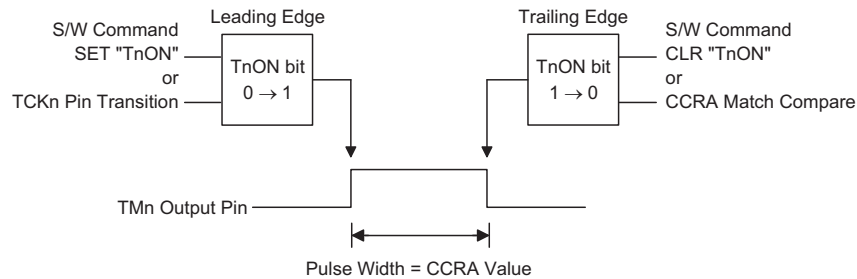 Leading Edge
S/W Command
SET "TnON"
or
TCKn Pin Transition
TnON bit
0 → 1
Trailing Edge
TnON bit
1 → 0
S/W Command
CLR "TnON"
or
CCRA Match Compare
TMn Output Pin
Pulse Width = CCRA Value